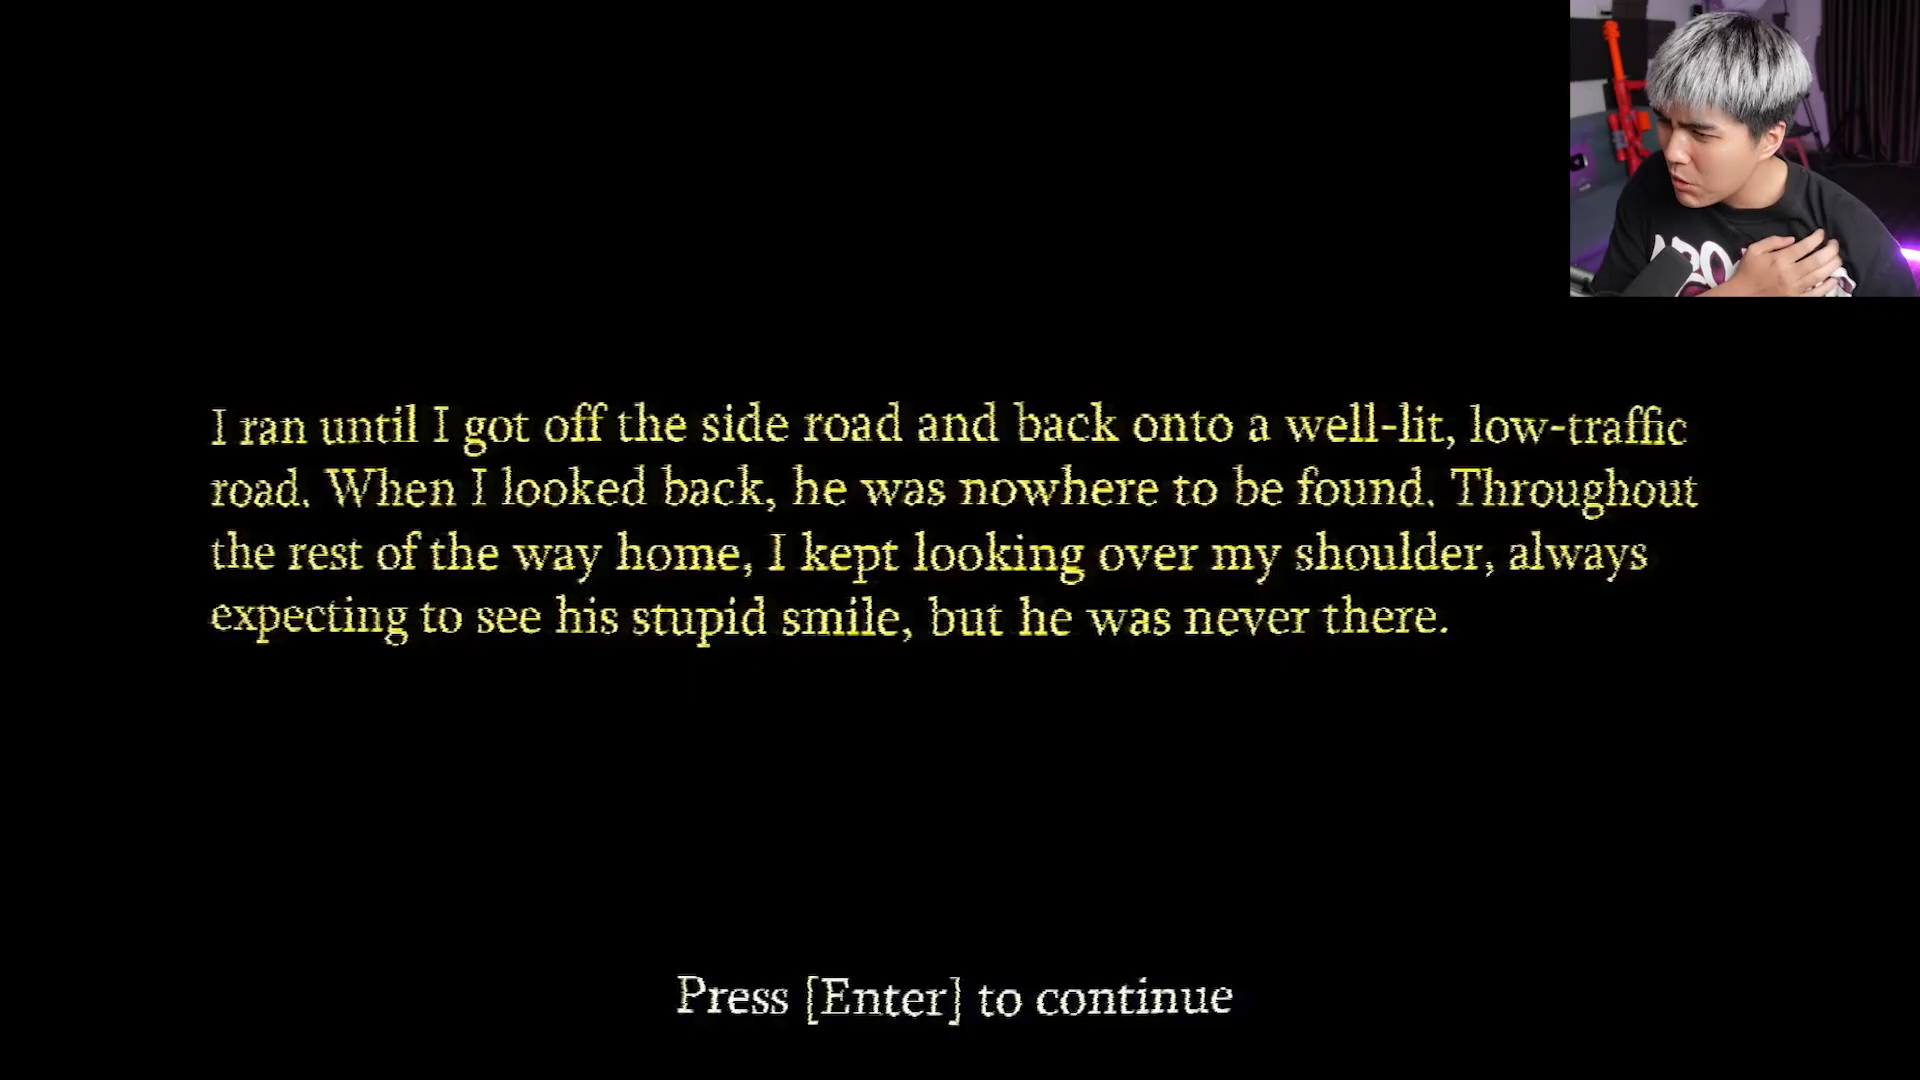 I ran until I got off the side road and back onto a well-lit, low-traffic
road. When I looked back, he was nowhere to be found. Throughout
the rest of the way home, I kept looking over my shoulder, always
expecting to see his stupid smile, but he was never there.
Press [Enter] to continue